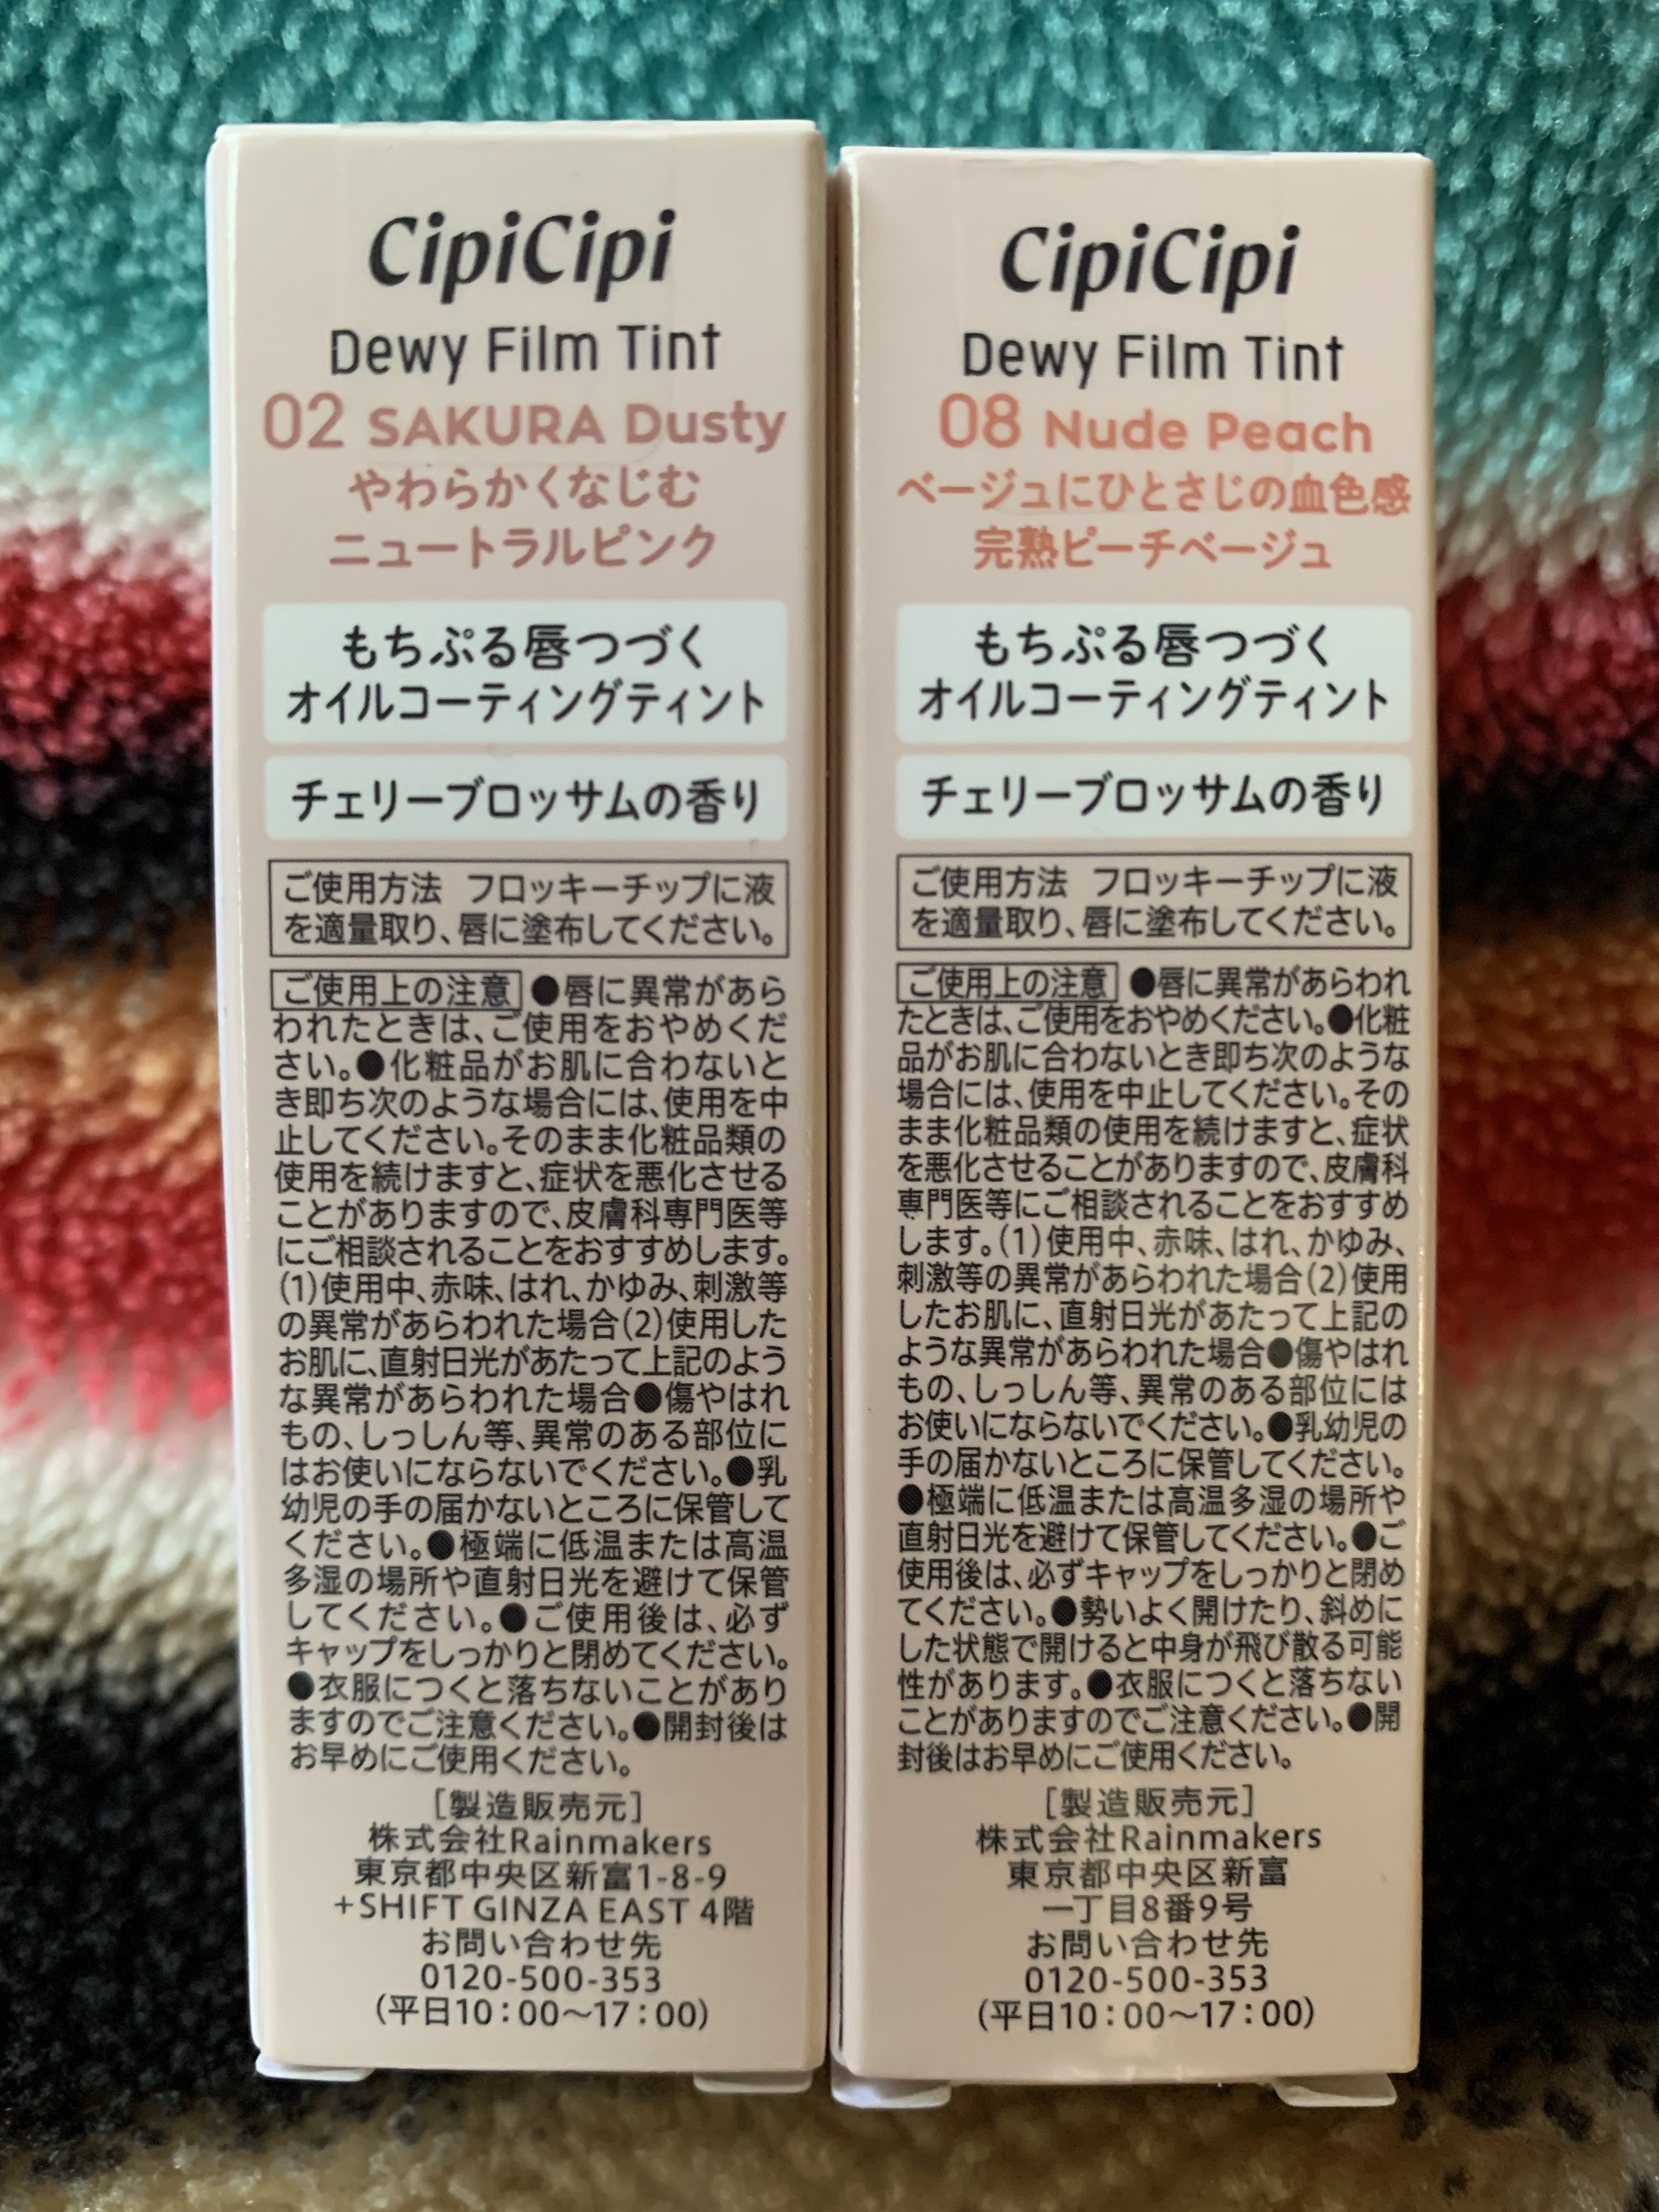 CipiCipi
Dewy Film Tint
02 SAKURA Dusty
やわらかくなじむ
ニュートラルピンク
もちぷる唇つづく
オイルコーティングティント
チェリーブロッサムの香り
ご使用方法 フロッキーチップに液
を適量取り、唇に塗布してください。
ご使用上の注意 ●唇に異常があら
われたときは、ご使用をおやめくだ
さい。●化粧品がお肌に合わないと
き即ち次のような場合には、使用を中
止してください。そのまま化粧品類の
使用を続けますと、症状を悪化させる
ことがありますので、皮膚科専門医等
にご相談されることをおすすめします。
(1)使用中、赤味、はれ、かゆみ、刺激等
の異常があらわれた場合(2)使用した
お肌に、直射日光があたって上記のよう
な異常があらわれた場合●傷やはれ
もの、しっしん等、異常のある部位に
はお使いにならないでください。●乳
幼児の手の届かないところに保管して
ください。●極端に低温または高温
多湿の場所や直射日光を避けて保管
してください。●ご使用後は、必ず
キャップをしっかりと閉めてください。
●衣服につくと落ちないことがあり
ますのでご注意ください。●開封後は
お早めにご使用ください。
[製造販売元]
株式会社Rainmakers
東京都中央区新富1-8-9
+SHIFT GINZA EAST 4階
お問い合わせ先
0120-500-353
(平日10:00〜17:00)
CipiCipi
Dewy Film Tint
08 Nude Peach
ベージュにひとさじの血色感
完熟ピーチベージュ
もちぷる唇つづく
オイルコーティングティント
チェリーブロッサムの香り
ご使用方法 フロッキーチップに液
を適量取り、唇に塗布してください。
ご使用上の注意 ●唇に異常があらわれ
たときは、ご使用をおやめください。●化粧
品がお肌に合わないとき即ち次のような
場合には、使用を中止してください。その
まま化粧品類の使用を続けますと、症状
を悪化させることがありますので、皮膚科
専門医等にご相談されることをおすすめ
します。(1)使用中、赤味、はれ、かゆみ、
刺激等の異常があらわれた場合(2)使用
したお肌に、直射日光があたって上記の
ような異常があらわれた場合●傷やはれ
もの、しっしん等、異常のある部位には
お使いにならないでください。●乳幼児の
手の届かないところに保管してください。
●極端に低温または高温多湿の場所や
直射日光を避けて保管してください。●ご
使用後は、必ずキャップをしっかりと閉め
てください。●勢いよく開けたり、斜めに
した状態で開けると中身が飛び散る可能
性があります。●衣服につくと落ちない
ことがありますのでご注意ください。●開
封後はお早めにご使用ください。
[製造販売元]
株式会社Rainmakers
東京都中央区新富
一丁目8番9号
お問い合わせ先
0120-500-353
(平日10:00〜17:00)